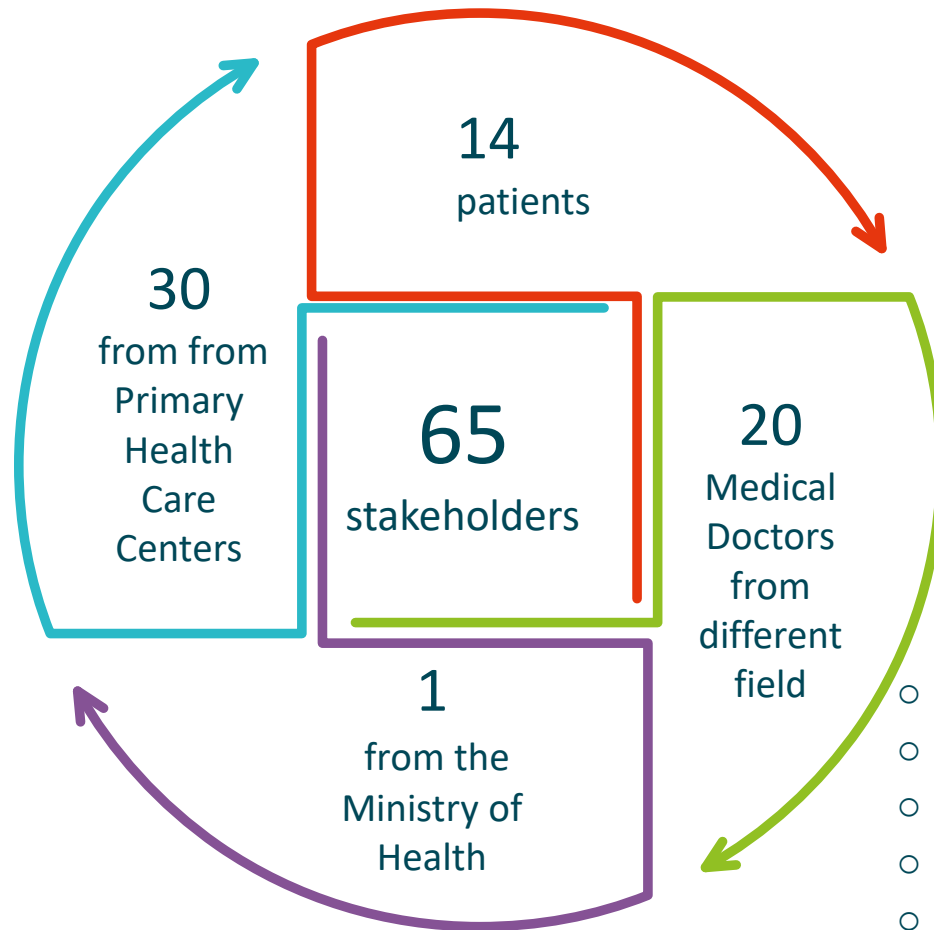 14
patients
30
from from
Primary
Health
Care
Centers
65
stakeholders
20
Medical
Doctors
from
different
field
1
from the
Ministry of
Health